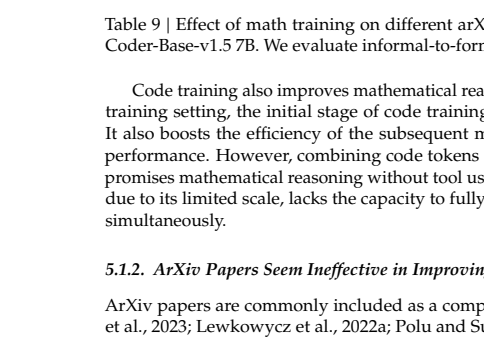 Table 9 | Effect of math training on different arX
Coder-Base-v1.5 7B. We evaluate informal-to-for
Code training also improves mathematical rea
training setting, the initial stage of code training
It also boosts the efficiency of the subsequent m
performance. However, combining code tokens
promises mathematical reasoning without tool us
due to its limited scale, lacks the capacity to fully
simultaneously.
5.1.2. ArXiv Papers Seem Ineffective in Improvin
ArXiv papers are commonly included as a comp
et al., 2023; Lewkowycz et al., 2022a; Polu and Su